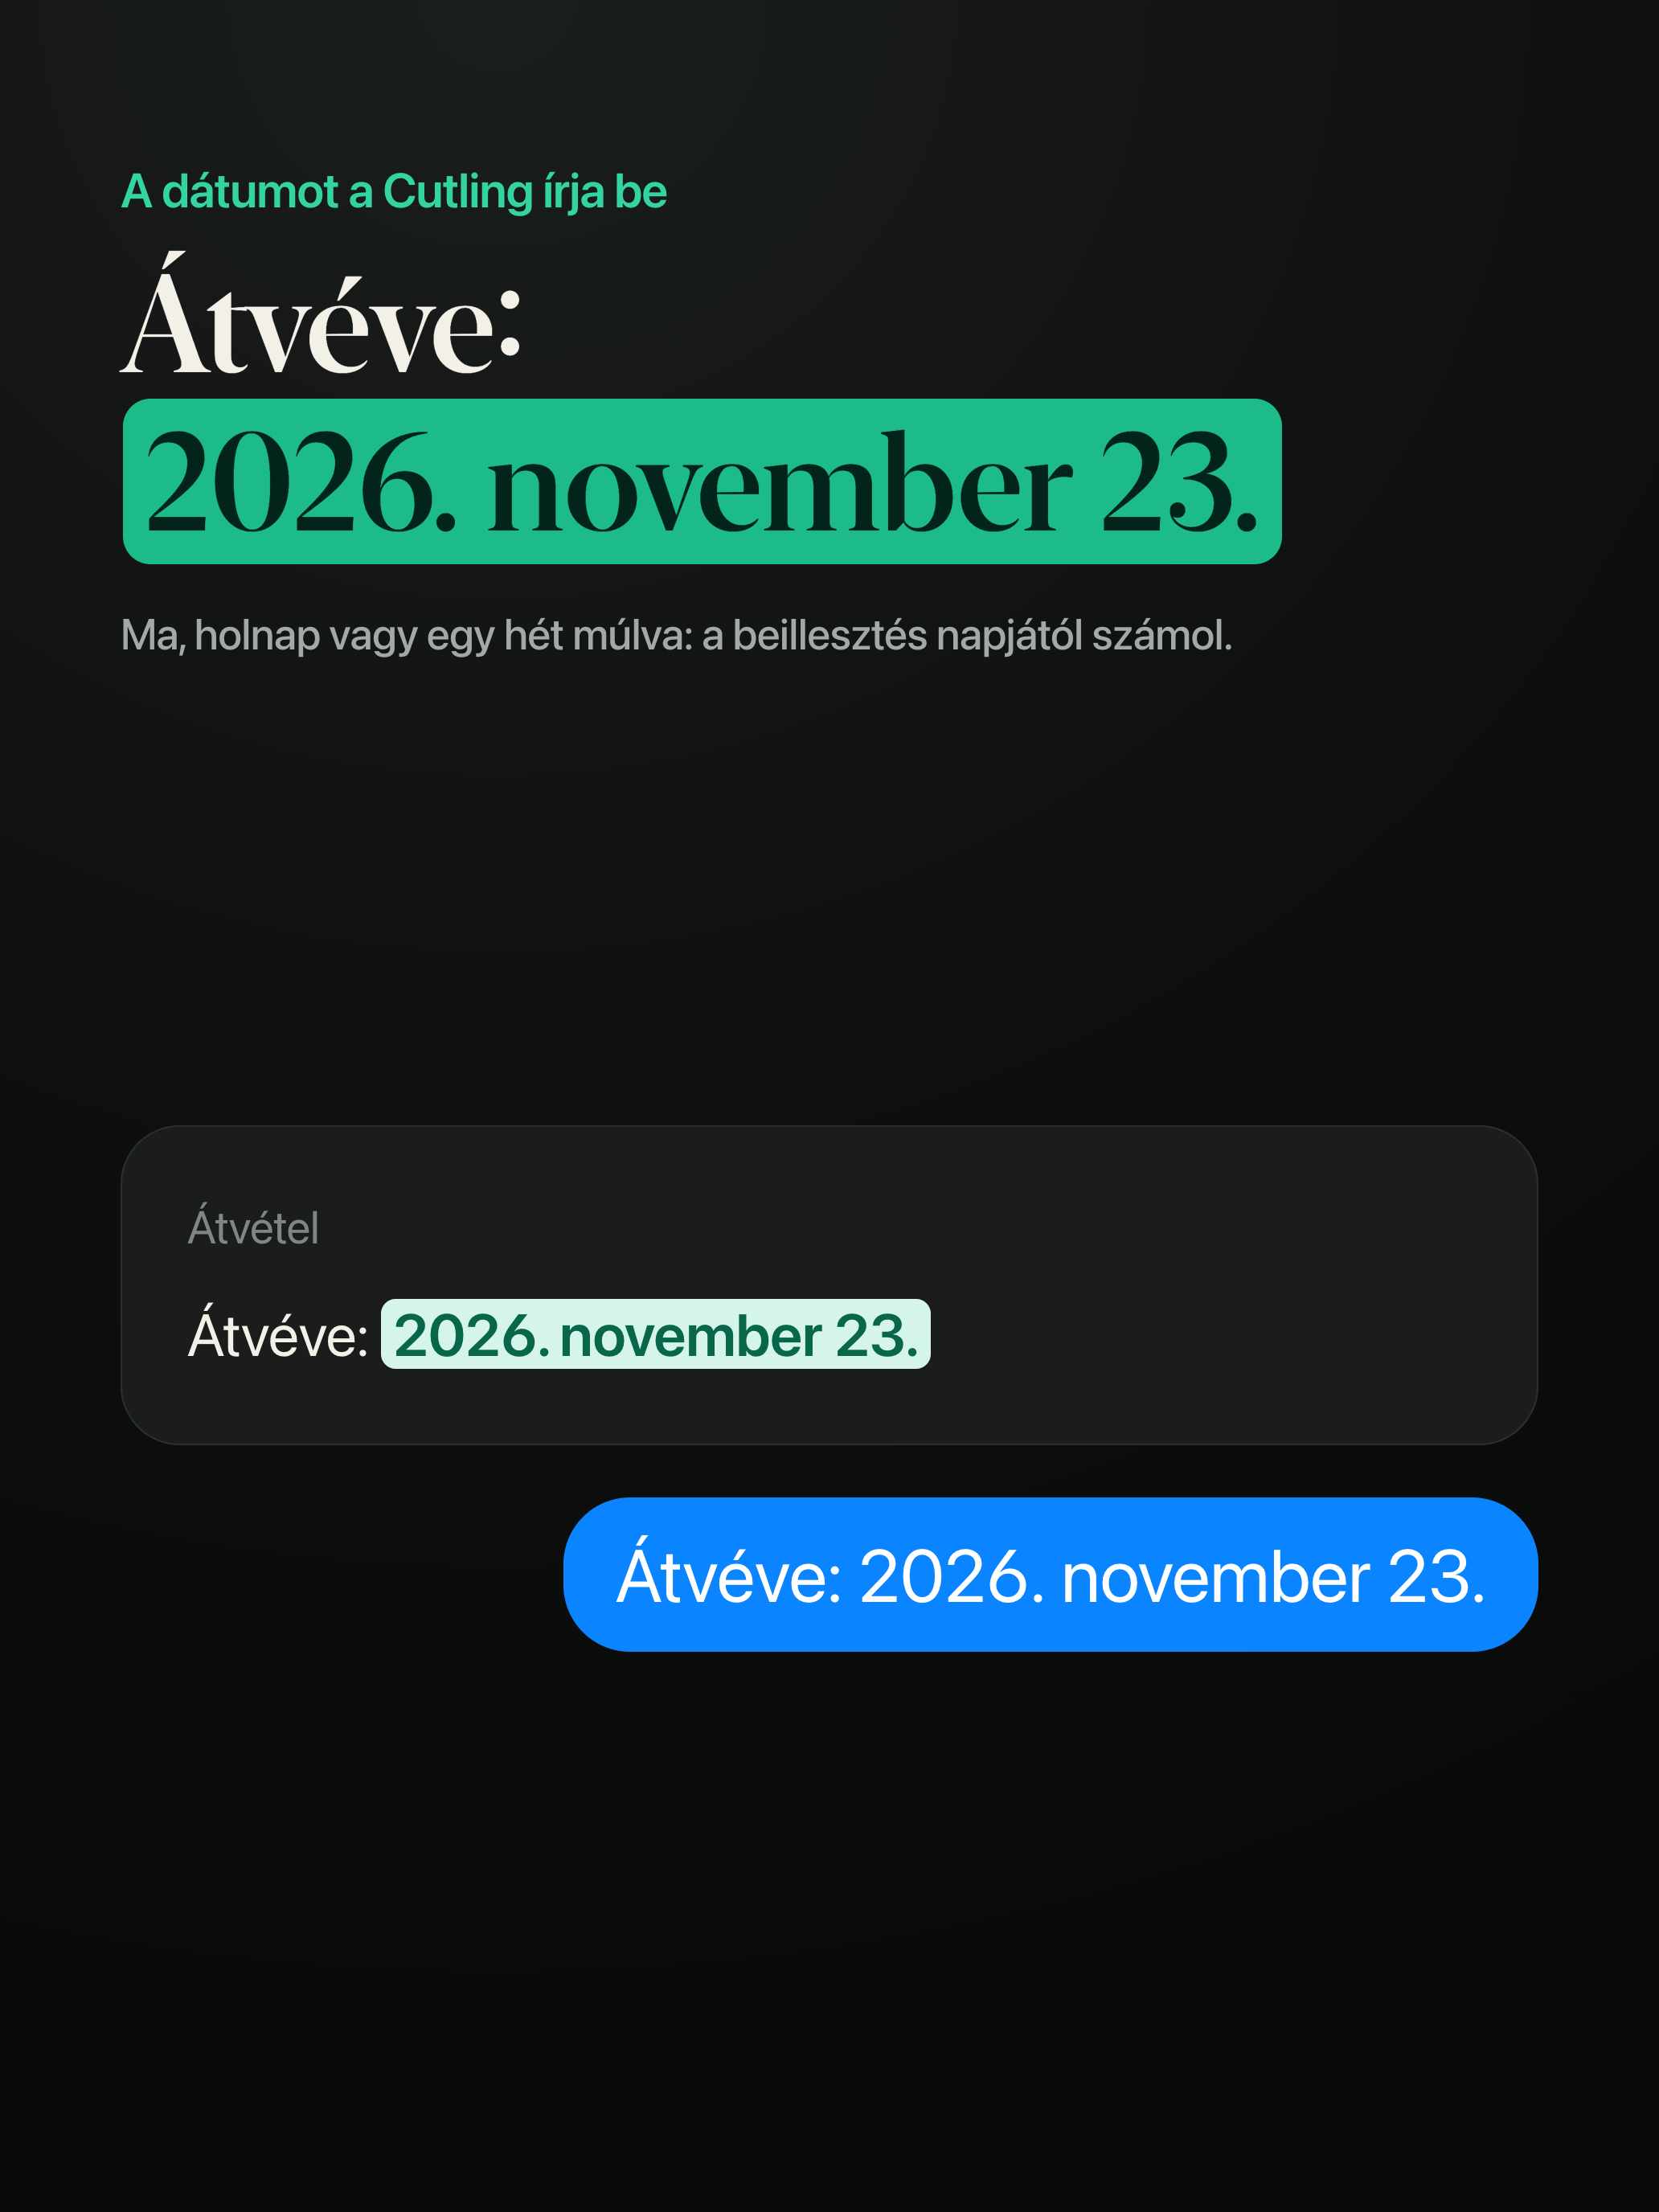 A dátumot a Cutling írja be
Átvéve:
2026. november 23.
Ma, holnap vagy egy hét múlva: a beillesztés napjától számol.
Átvétel
Átvéve: 2026. november 23.
Átvéve: 2026. november 23.